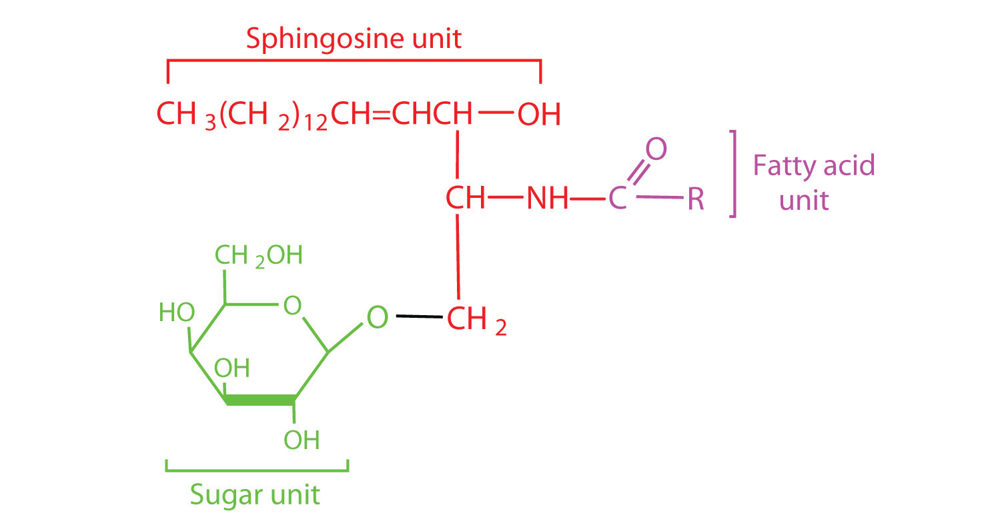 Sphingosine unit
CH3(CH2)12CH=CHCH—OH
O
Fatty acid
CH—NH—C—R
unit
CH2OH
HO
O
O—CH2
OH
OH
Sugar unit